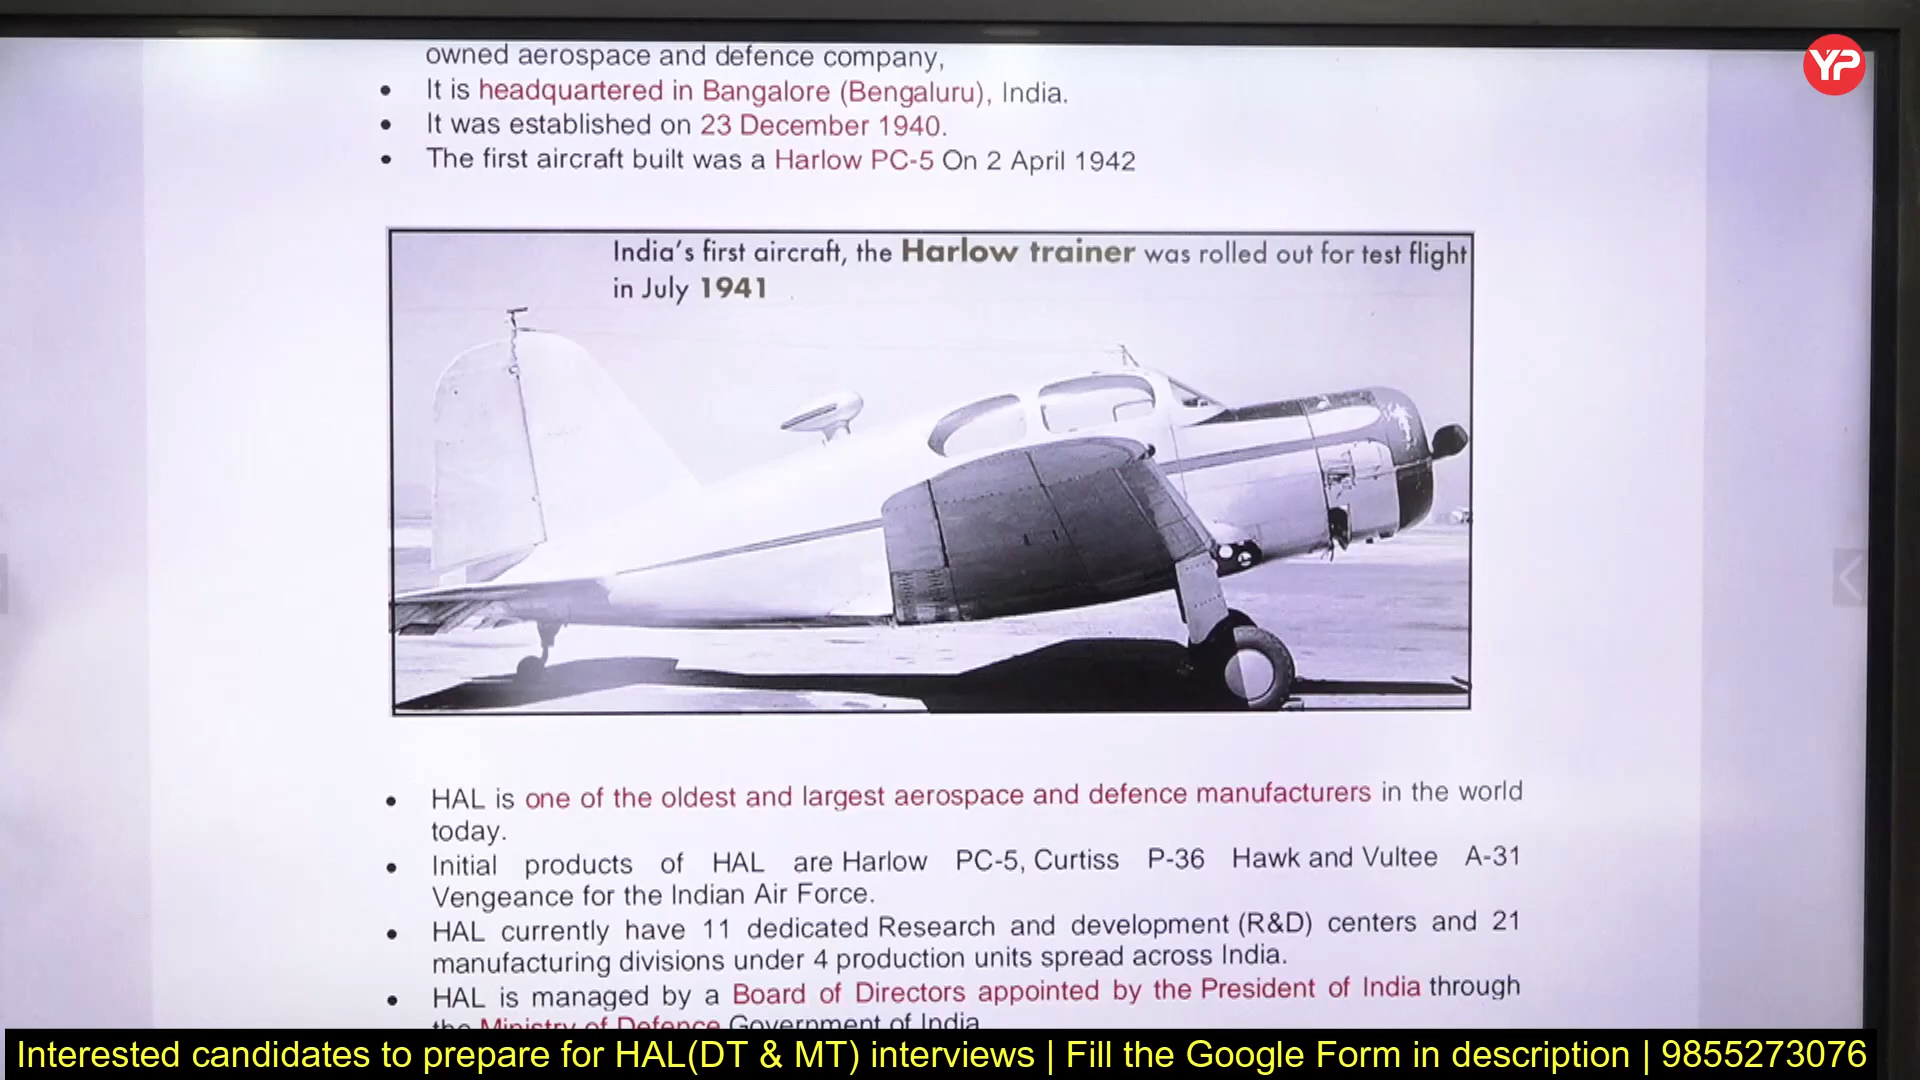 owned aerospace and defence company,
YP
• It is headquartered in Bangalore (Bengaluru), India.
• It was established on 23 December 1940.
• The first aircraft built was a Harlow PC-5 On 2 April 1942
India's first aircraft, the Harlow trainer was rolled out for test flight
in July 1941
• HAL is one of the oldest and largest aerospace and defence manufacturers in the world
today.
• Initial products of HAL are Harlow PC-5, Curtiss P-36 Hawk and Vultee A-31
Vengeance for the Indian Air Force.
• HAL currently have 11 dedicated Research and development (R&D) centers and 21
manufacturing divisions under 4 production units spread across India.
• HAL is managed by a Board of Directors appointed by the President of India through
the Ministry of Defence Government of India
Interested candidates to prepare for HAL(DT & MT) interviews | Fill the Google Form in description | 9855273076